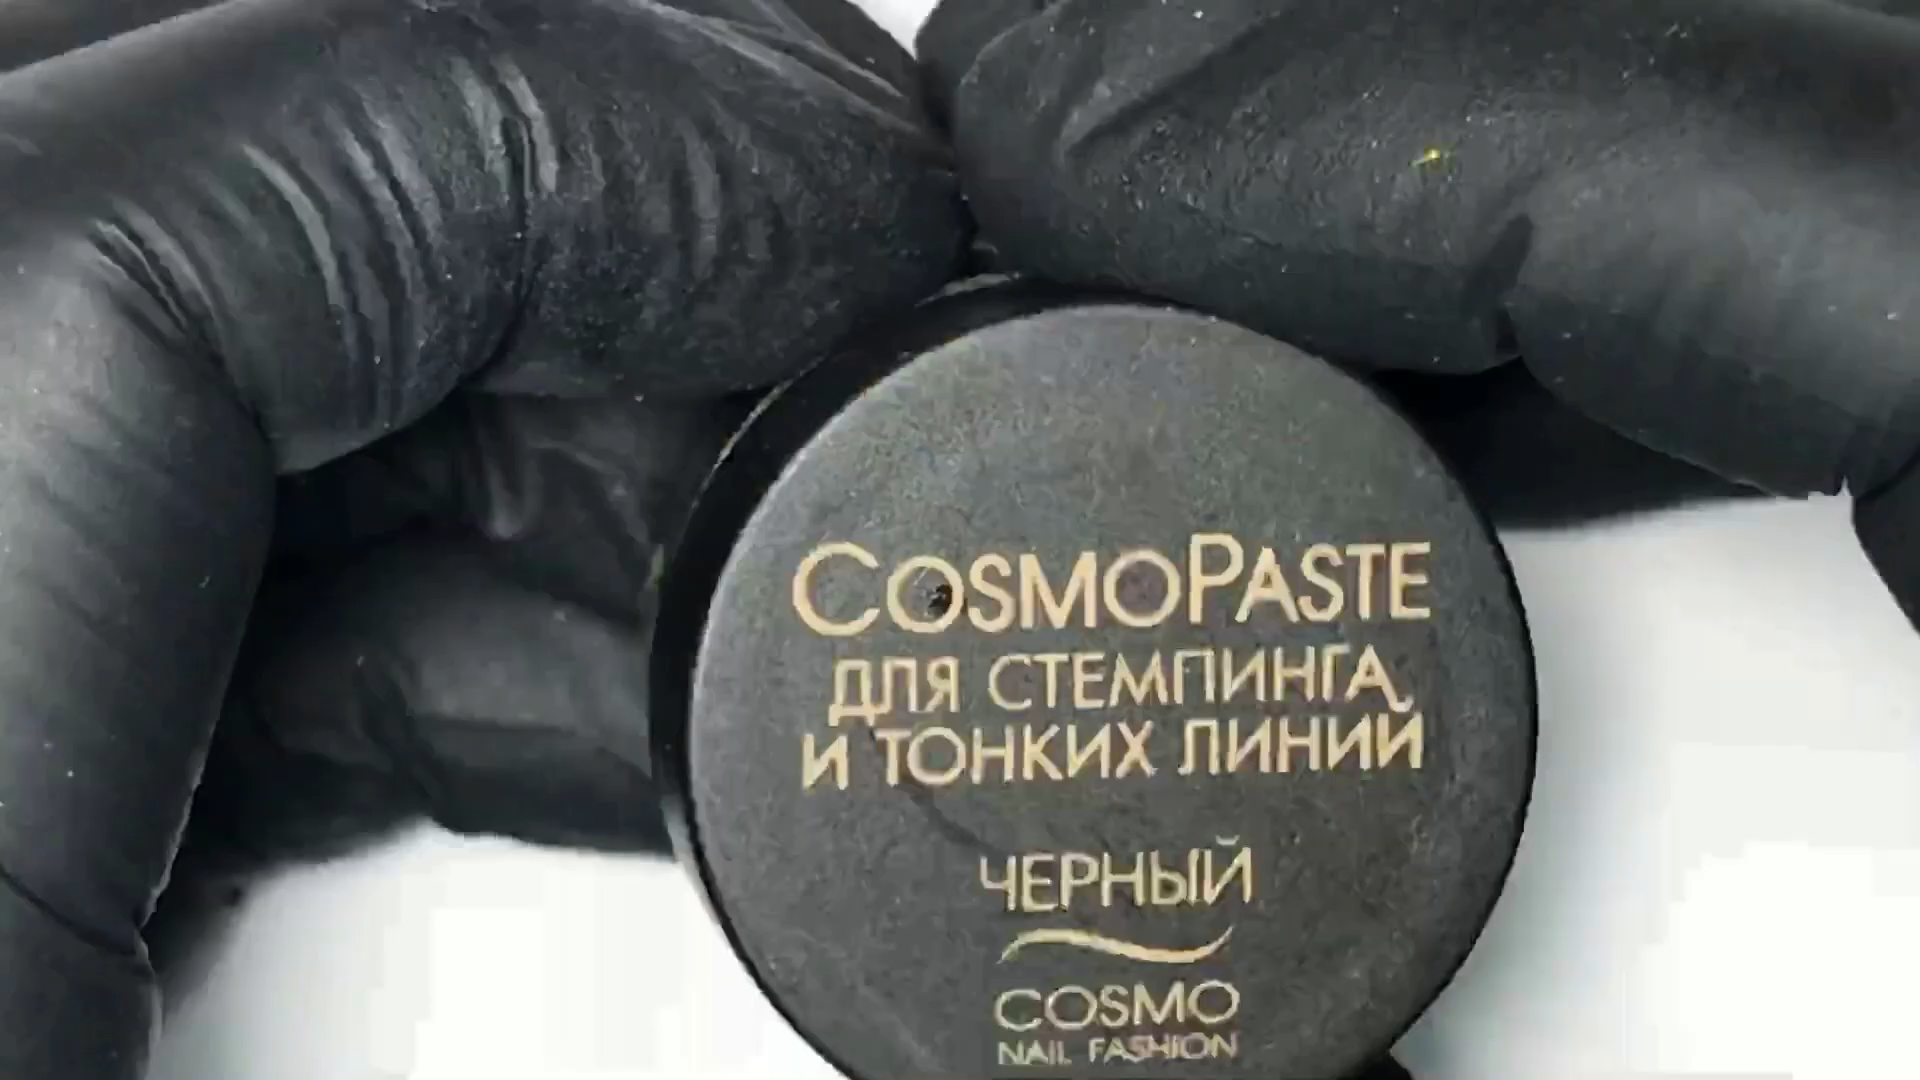 COSMOPASTE
ДЛЯ СТЕМПИНГА
И ТОНКИХ ЛИНИЙ
ЧЕРНЫЙ
COSMO
NAIL FASHION